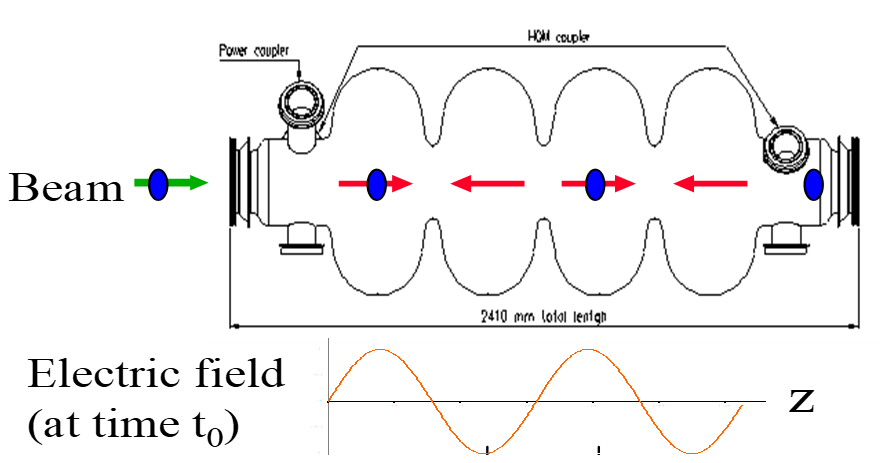 Power coupler
HOM coupler
Beam
2410 mm total length
Electric field
(at time t₀)
z